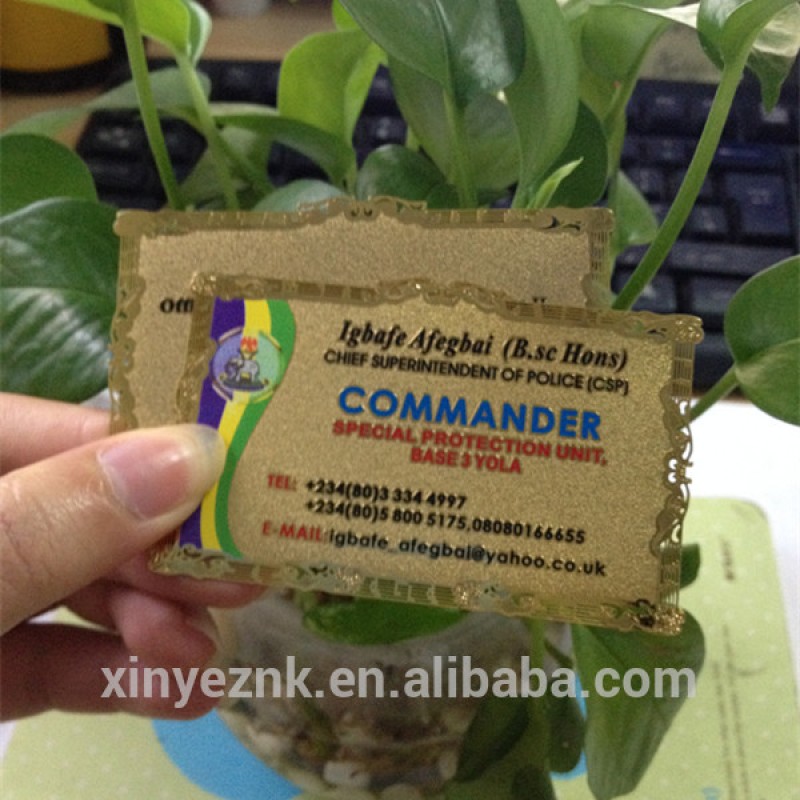 Off
Igbafe Afegbai (B.sc Hons)
CHIEF SUPERINTENDENT OF POLICE (CSP)
COMMANDER
SPECIAL PROTECTION UNIT,
BASE 3 YOLA
TEL: +234(80)3 334 4997
+234(80)5 800 5175,08080166655
E-MAIL:igbafe_afegbai@yahoo.co.uk
xinyeznk.en.alibaba.com